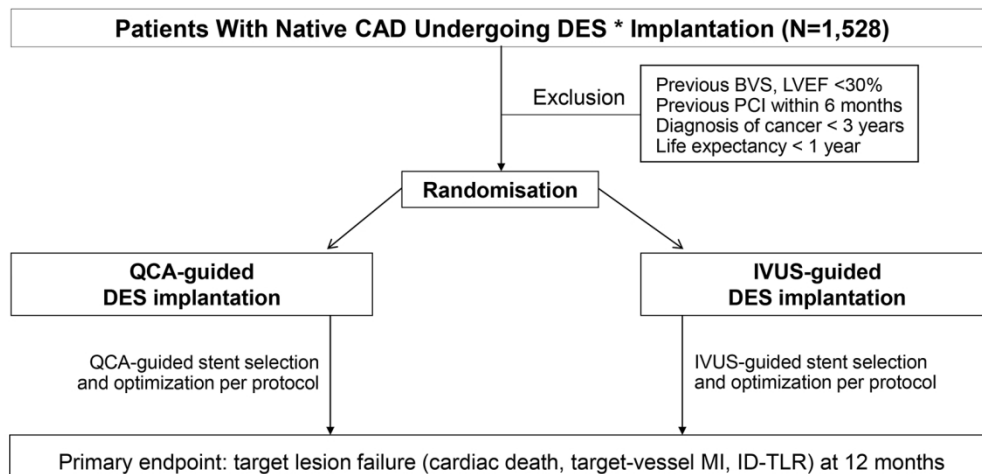 Patients With Native CAD Undergoing DES * Implantation (N=1,528)
Exclusion
Previous BVS, LVEF <30%
Previous PCI within 6 months
Diagnosis of cancer < 3 years
Life expectancy < 1 year
Randomisation
QCA-guided
DES implantation
IVUS-guided
DES implantation
QCA-guided stent selection
and optimization per protocol
IVUS-guided stent selection
and optimization per protocol
Primary endpoint: target lesion failure (cardiac death, target-vessel MI, ID-TLR) at 12 months